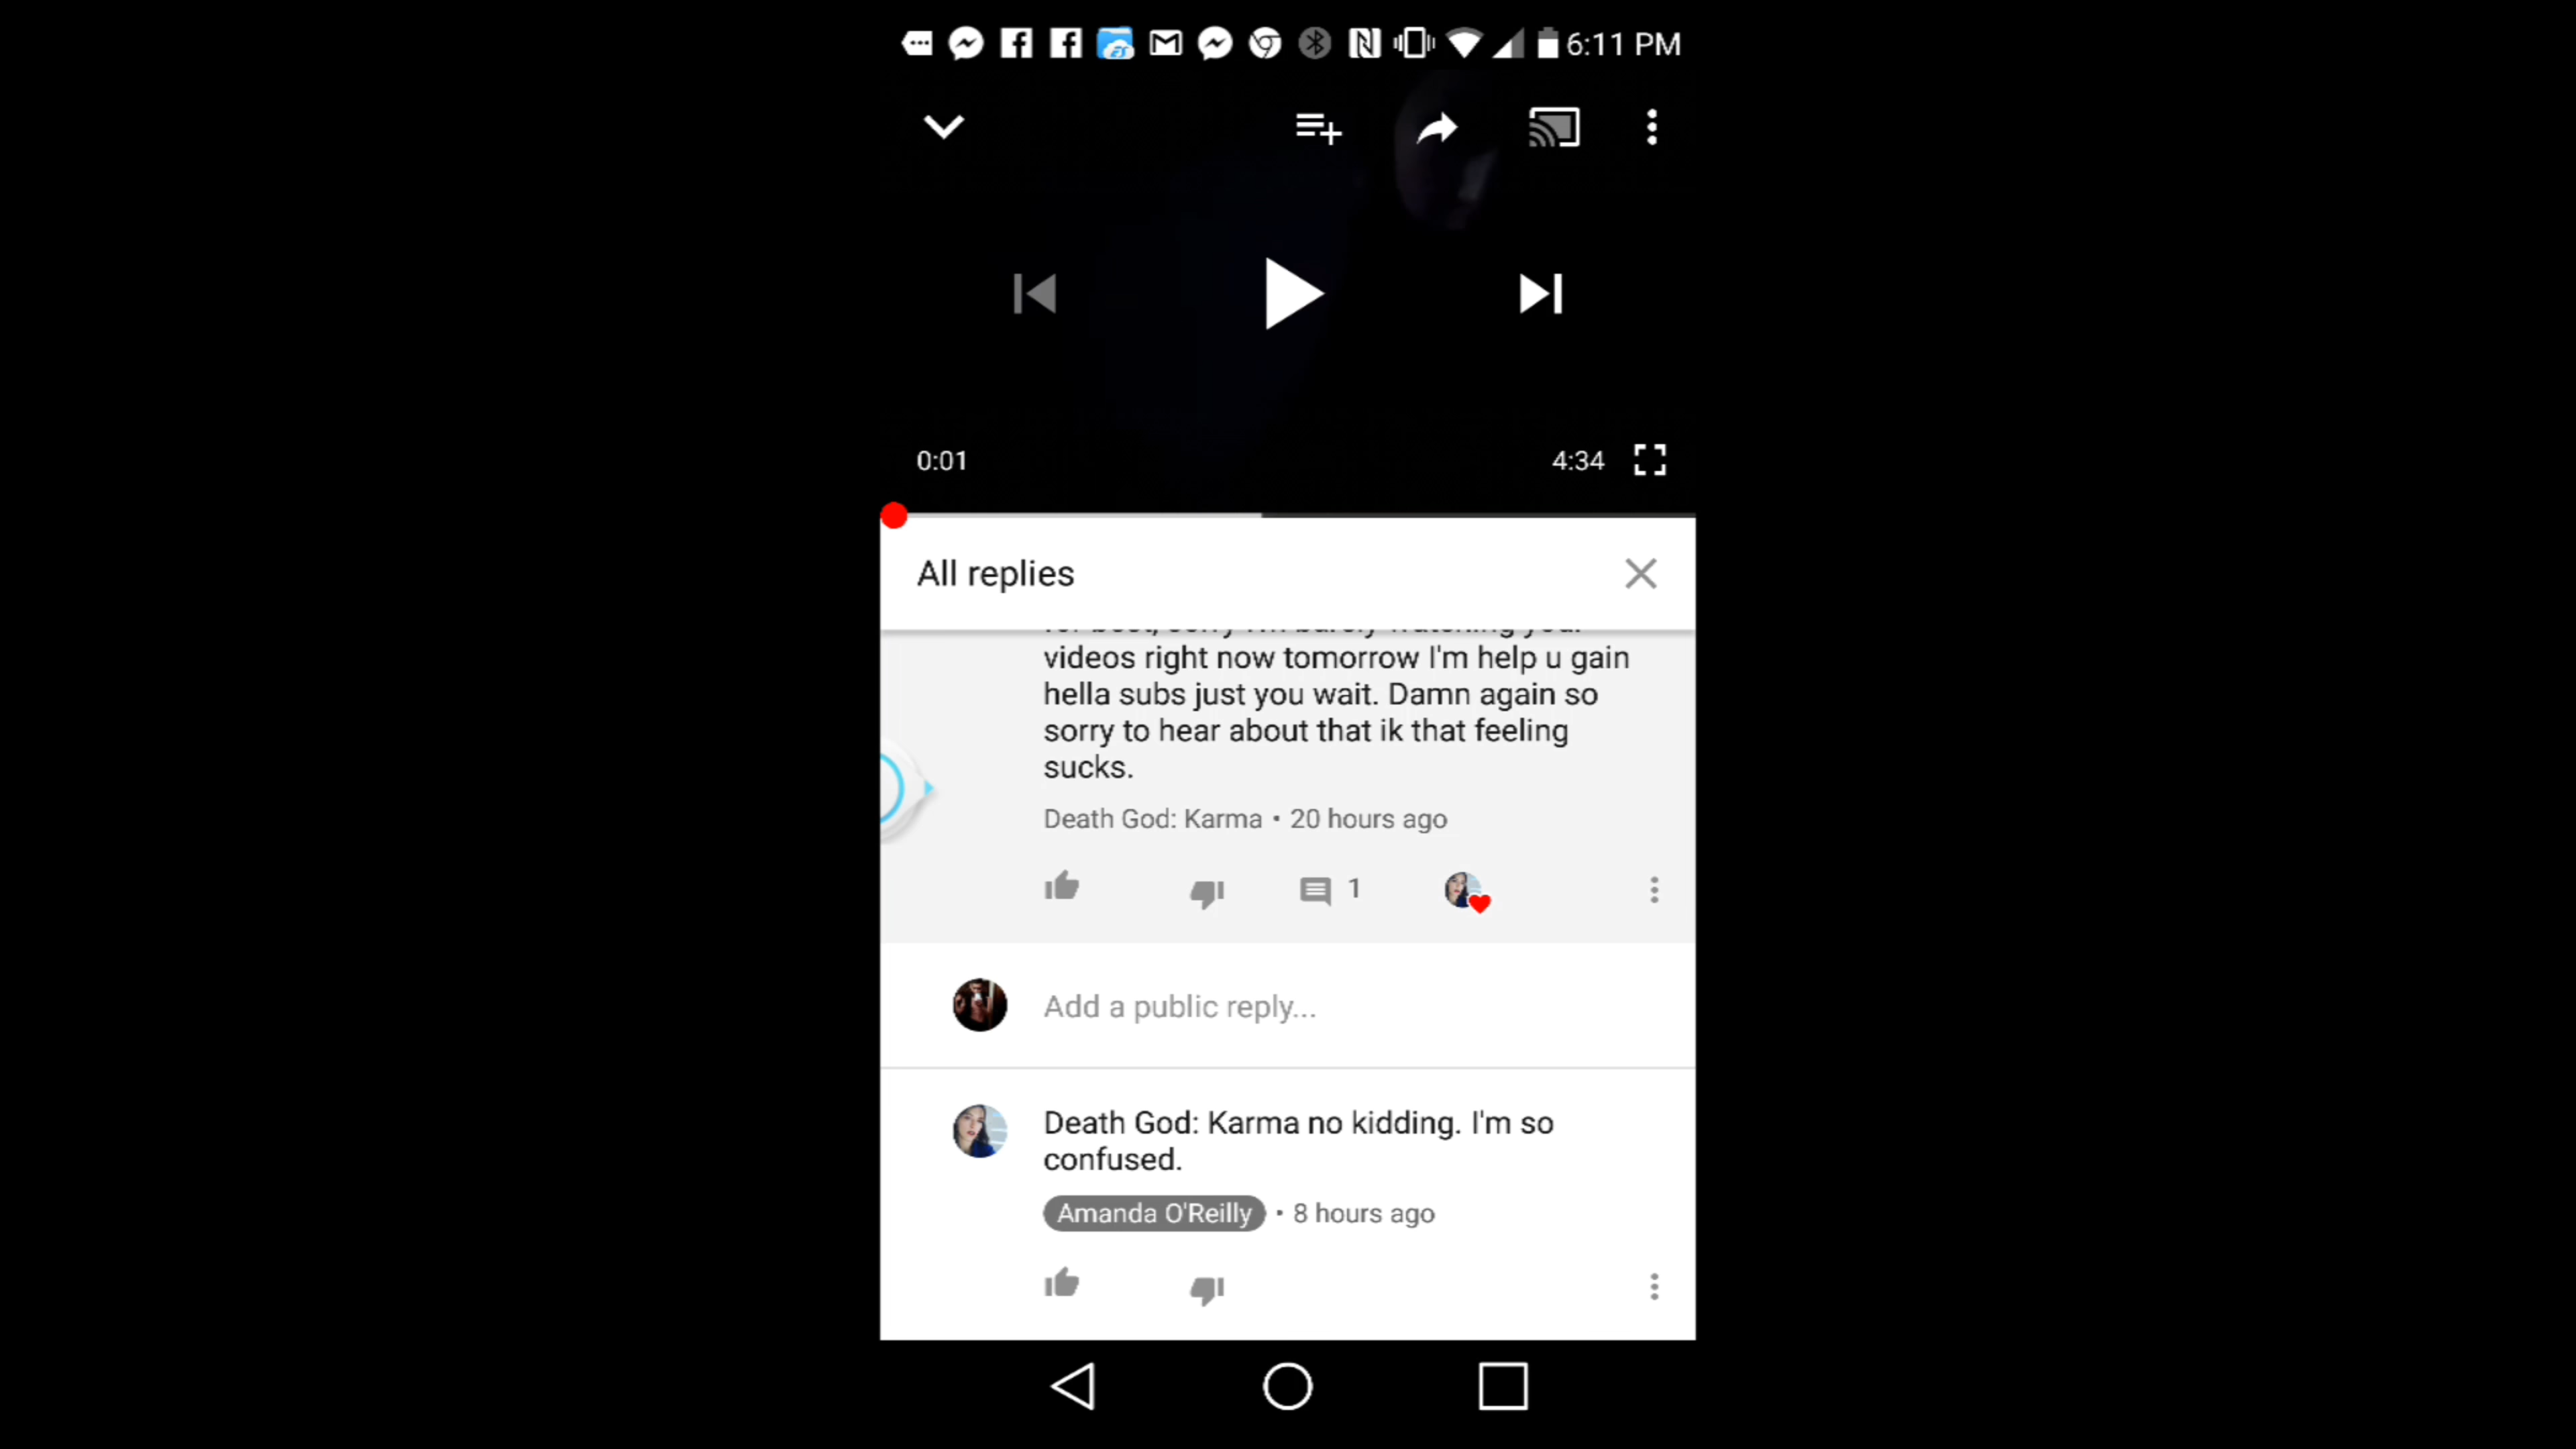 6:11 PM
0:01
4:34
All replies
videos right now tomorrow I'm help u gain
hella subs just you wait. Damn again so
sorry to hear about that ik that feeling
sucks.
Death God: Karma • 20 hours ago
1
Add a public reply...
Death God: Karma no kidding. I'm so
confused.
Amanda O'Reilly • 8 hours ago